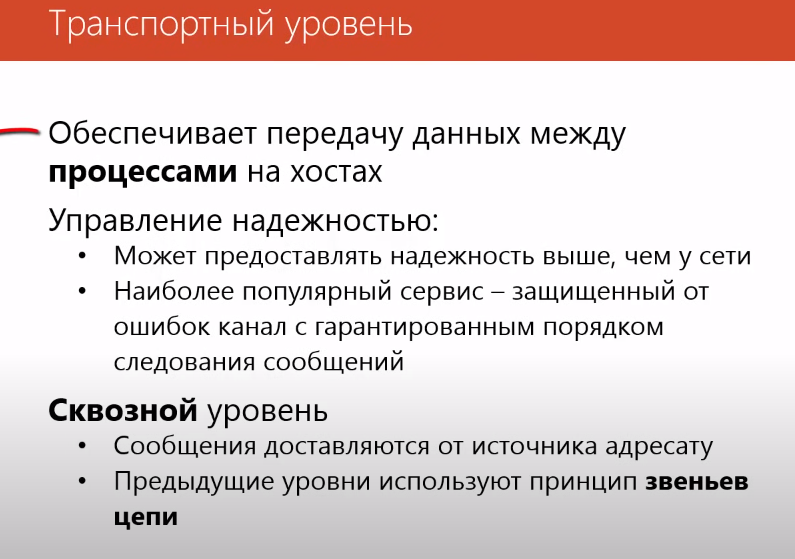 Транспортный уровень
Обеспечивает передачу данных между
процессами на хостах
Управление надежностью:
• Может предоставлять надежность выше, чем у сети
• Наиболее популярный сервис – защищенный от
ошибок канал с гарантированным порядком
следования сообщений
Сквозной уровень
• Сообщения доставляются от источника адресату
• Предыдущие уровни используют принцип звеньев
цепи